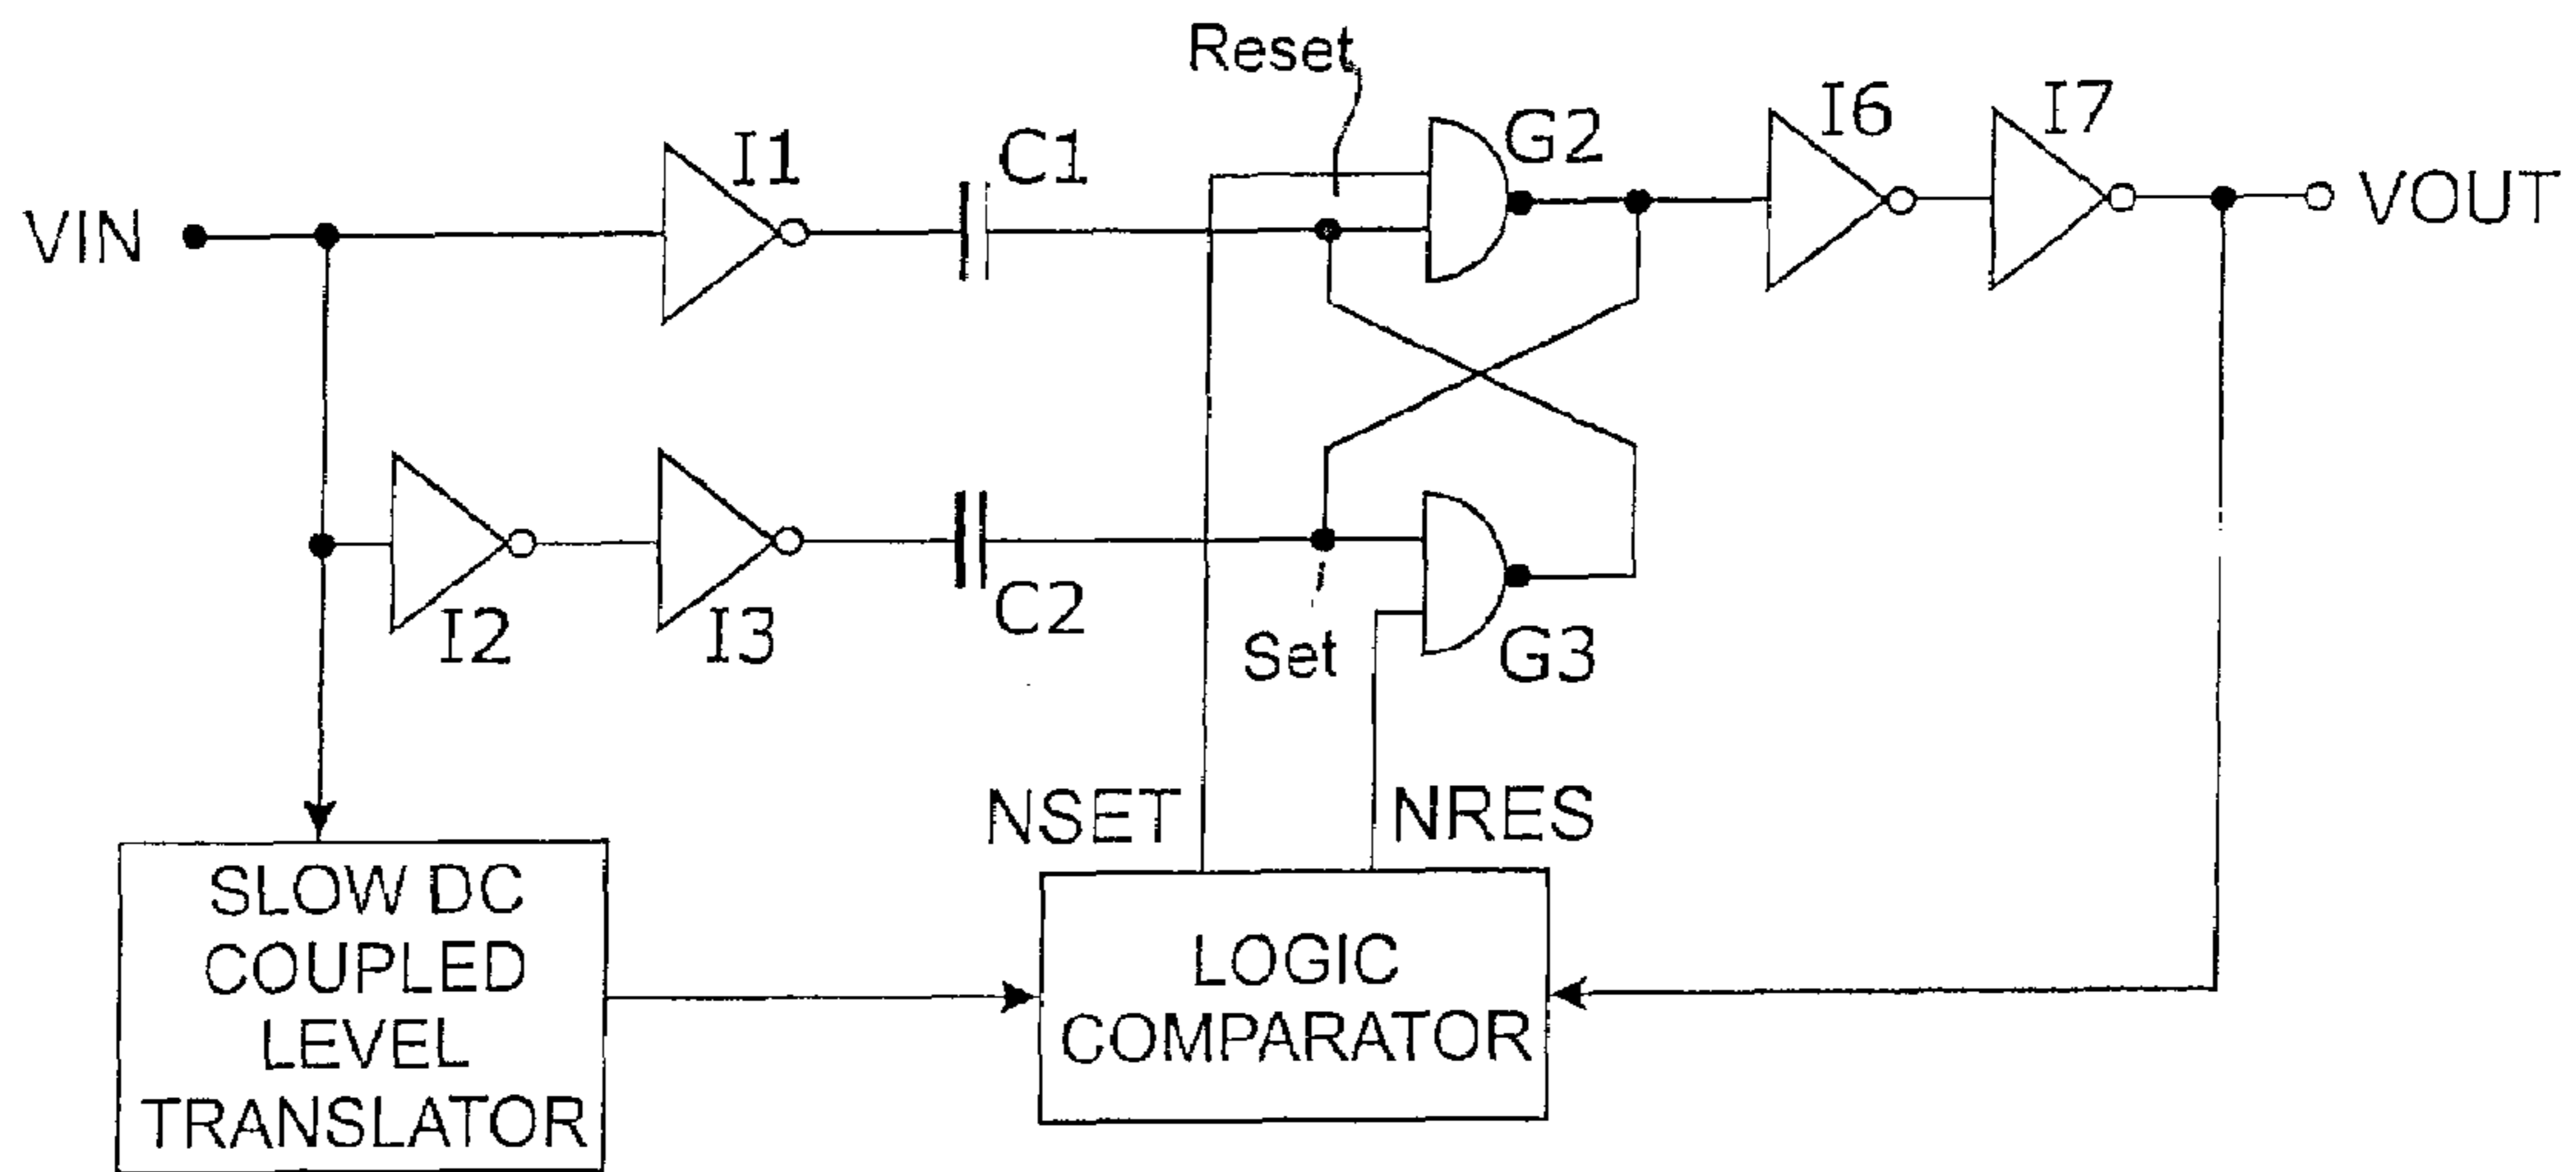 Reset
I1
C1
G2
I6
I7
VIN
VOUT
I2
I3
C2
Set
G3
NSET
NRES
SLOW DC
COUPLED
LEVEL
TRANSLATOR
LOGIC
COMPARATOR